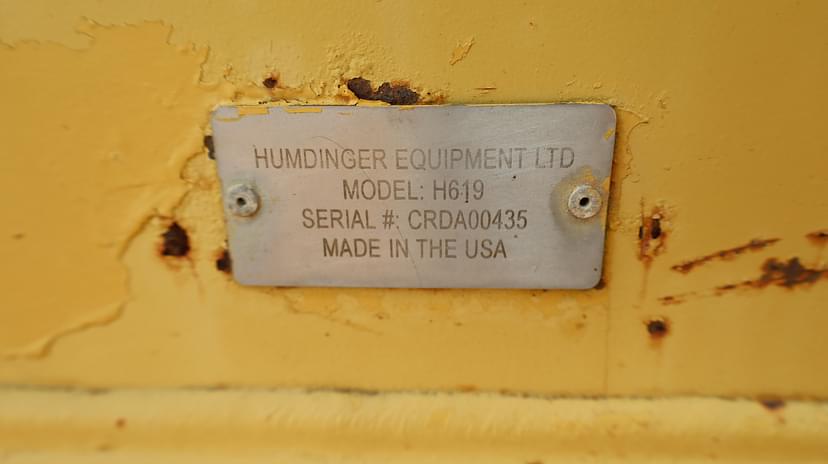 HUMDINGER EQUIPMENT LTD
MODEL: H619
SERIAL #: CRDA00435
MADE IN THE USA